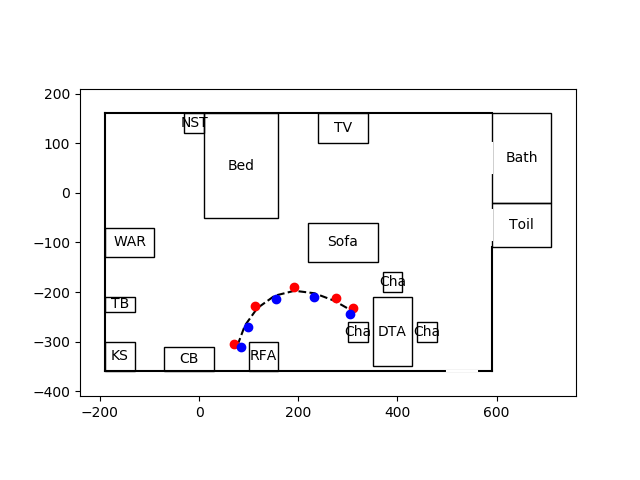 200
100
0
−100
−200
−300
−400
−200
0
200
400
600
NST
TV
Bed
Bath
WAR
Sofa
Toil
Cha
TB
Cha
DTA
Cha
KS
CB
RFA